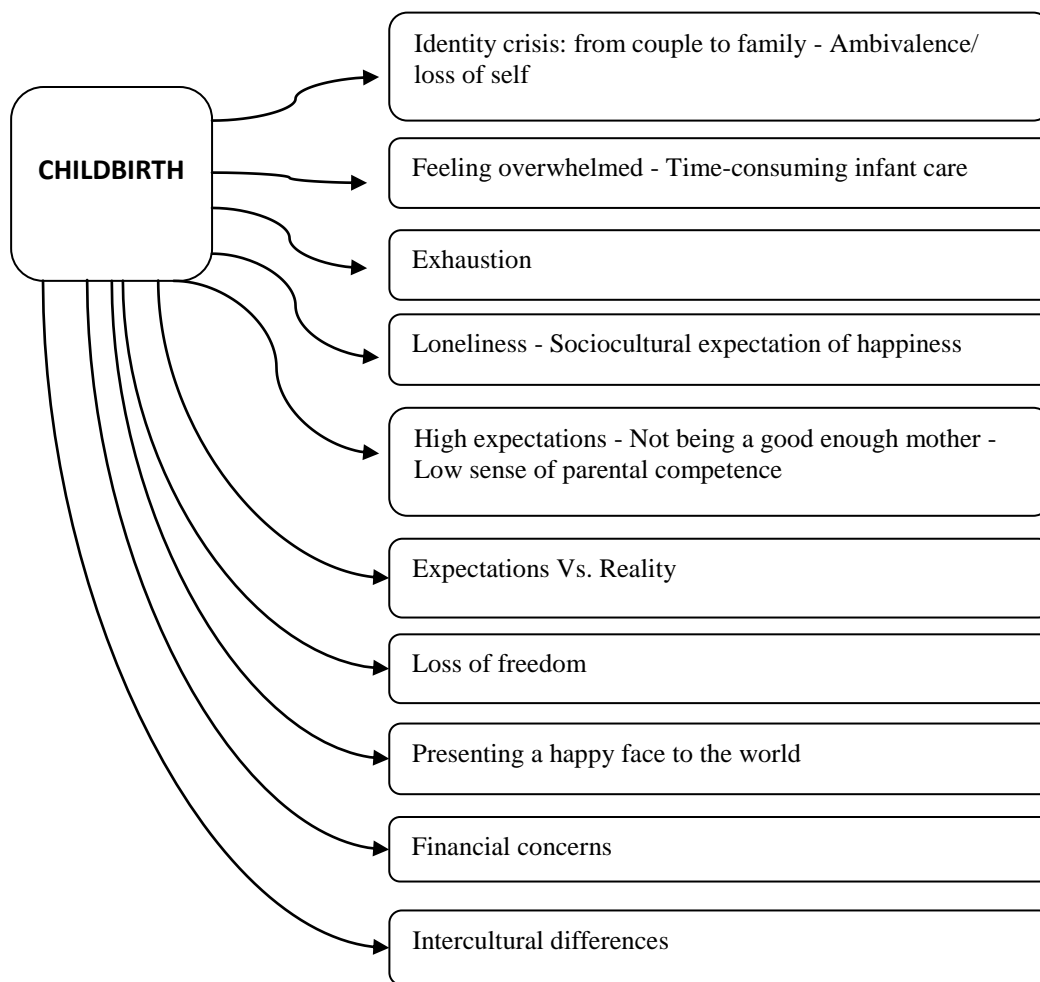 Identity crisis: from couple to family - Ambivalence/
loss of self
CHILDBIRTH
Feeling overwhelmed - Time-consuming infant care
Exhaustion
Loneliness - Sociocultural expectation of happiness
High expectations - Not being a good enough mother -
Low sense of parental competence
Expectations Vs. Reality
Loss of freedom
Presenting a happy face to the world
Financial concerns
Intercultural differences